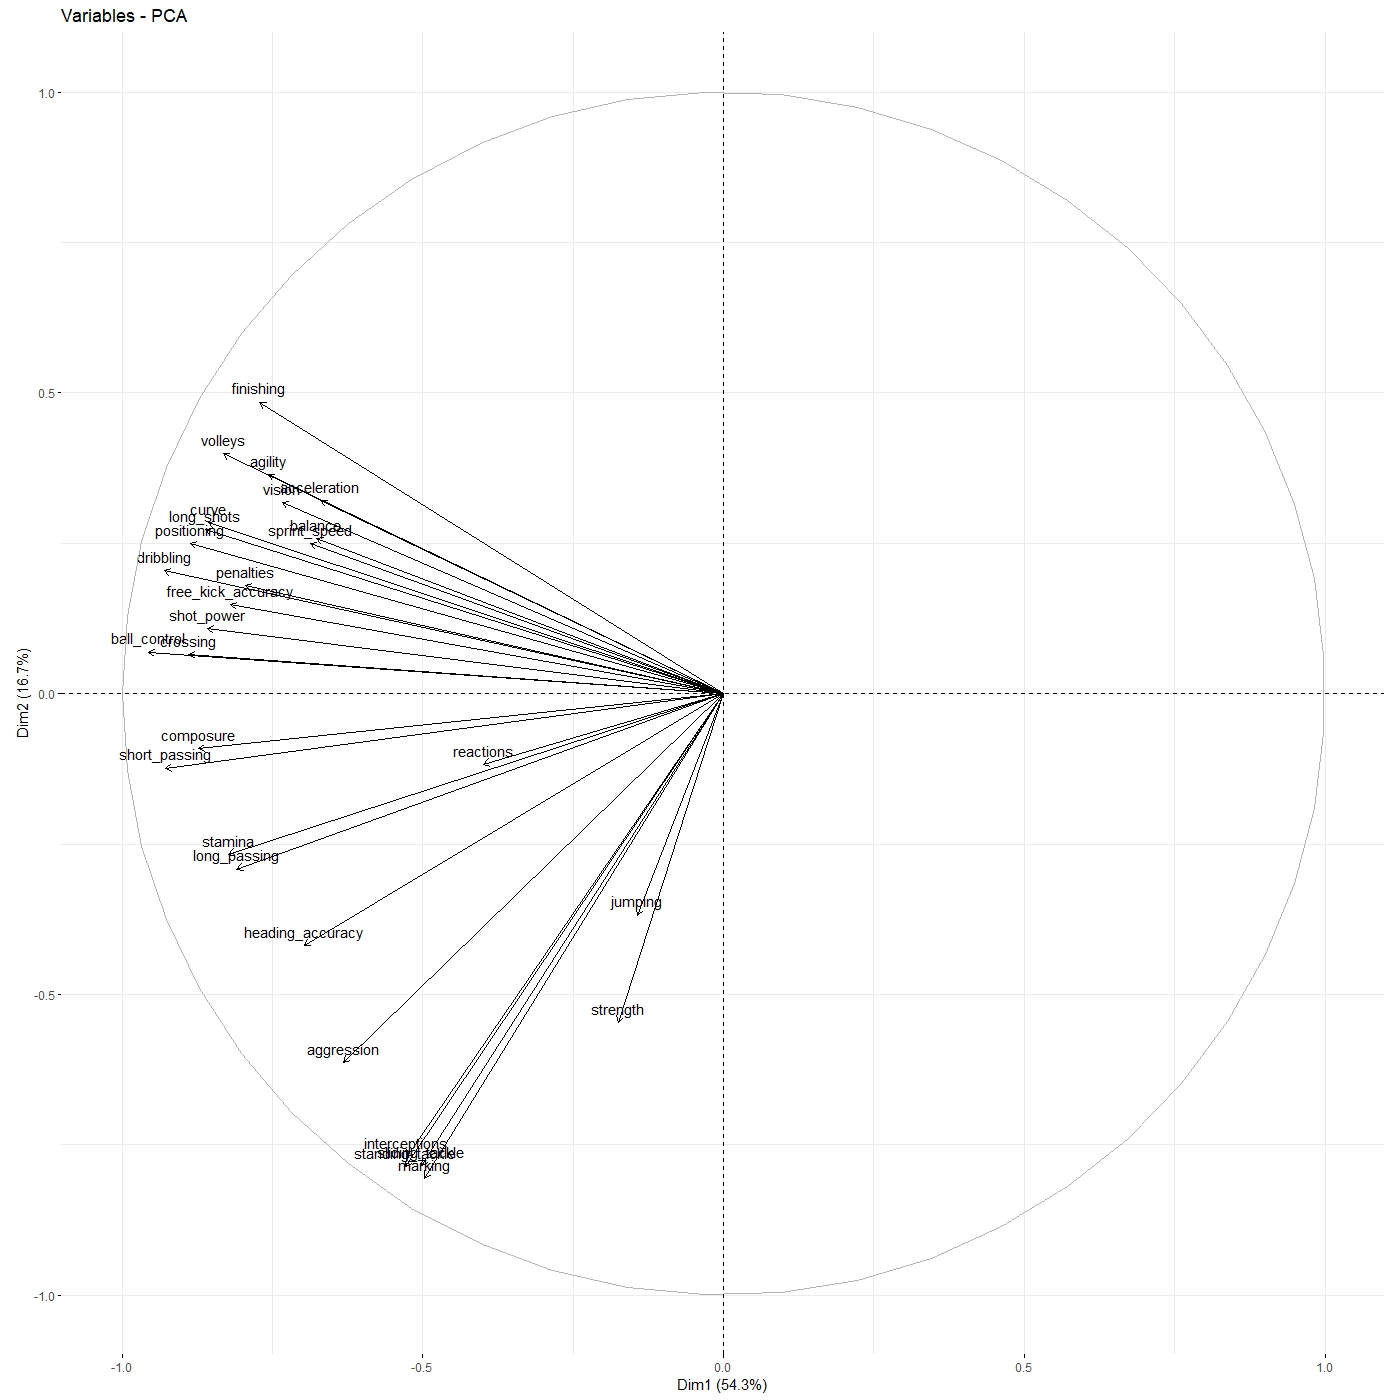 Variables - PCA
1.0
finishing
0.5
volleys
agility
vision
acceleration
curve
long_shots
balance
positioning
sprint_speed
dribbling
penalties
free_kick_accuracy
shot_power
ball_control
crossing
Dim2 (16.7%)
0.0
composure
short_passing
reactions
stamina
long_passing
jumping
heading_accuracy
-0.5
strength
aggression
interceptions
standing_tackle
sliding_tackle
marking
-1.0
-1.0
-0.5
0.0
0.5
1.0
Dim1 (54.3%)